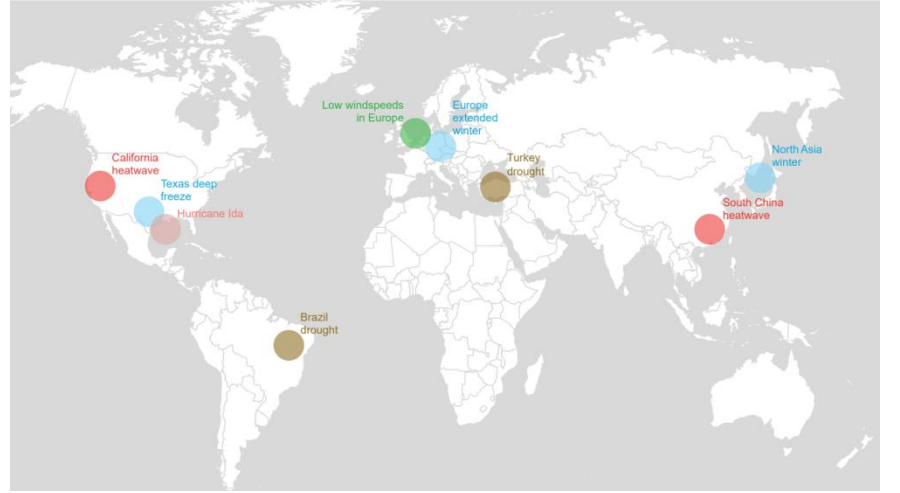 Low windspeeds
in Europe
Europe
extended
winter
California
heatwave
Texas deep
freeze
Hurricane Ida
Turkey
drought
North Asia
winter
South China
heatwave
Brazil
drought